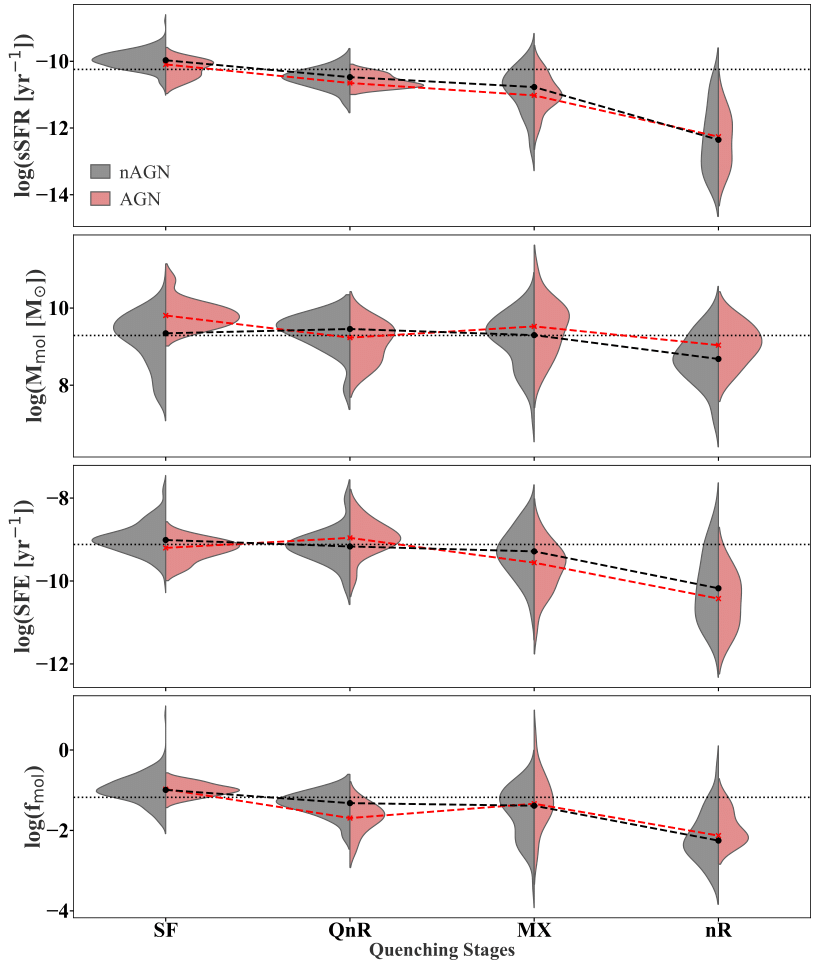 log(sSFR [yr⁻¹])
−10
−12
−14
nAGN
AGN
log(M_mol [M_⊙])
10
8
log(SFE [yr⁻¹])
−8
−10
−12
log(f_mol)
0
−2
−4
SF QnR MX nR
Quenching Stages